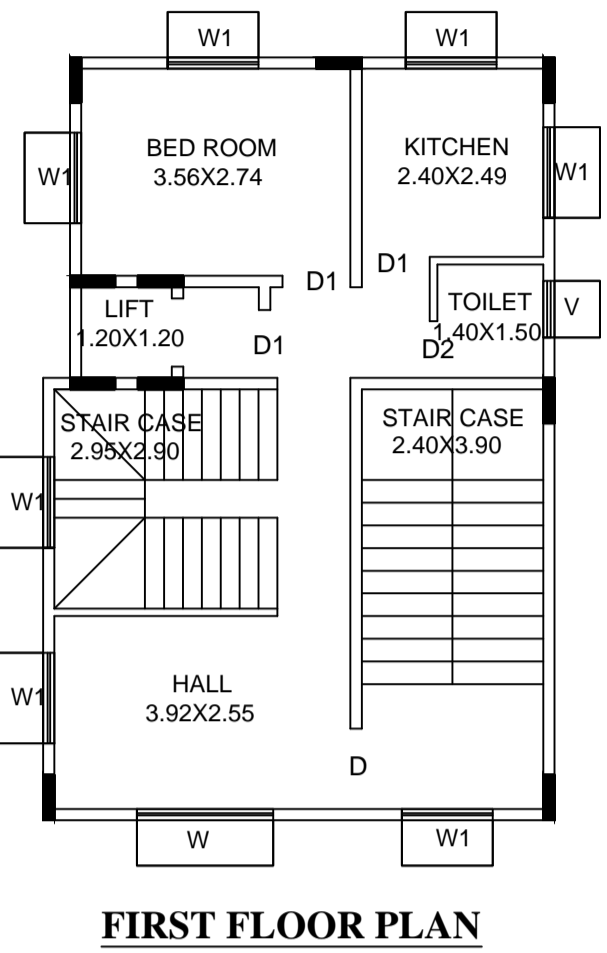 W1
W1
BED ROOM
3.56X2.74
KITCHEN
2.40X2.49
W1
W1
D1
D1
LIFT
1.20X1.20
TOILET
1.40X1.50
V
D1
D2
STAIR CASE
2.95X2.90
STAIR CASE
2.40X3.90
W1
HALL
3.92X2.55
W1
D
W
W1
FIRST FLOOR PLAN